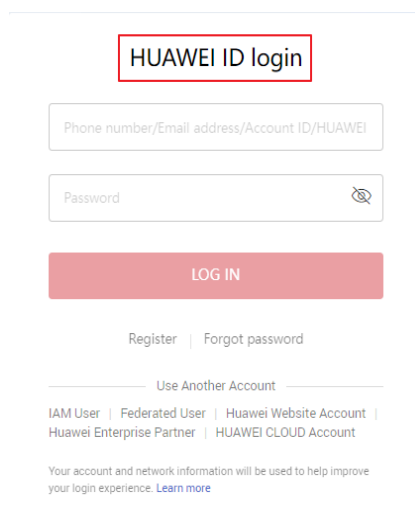 HUAWEI ID login
Phone number/Email address/Account ID/HUAWEI
Password
LOG IN
Register | Forgot password
Use Another Account
IAM User | Federated User | Huawei Website Account |
Huawei Enterprise Partner | HUAWEI CLOUD Account
Your account and network information will be used to help improve
your login experience. Learn more